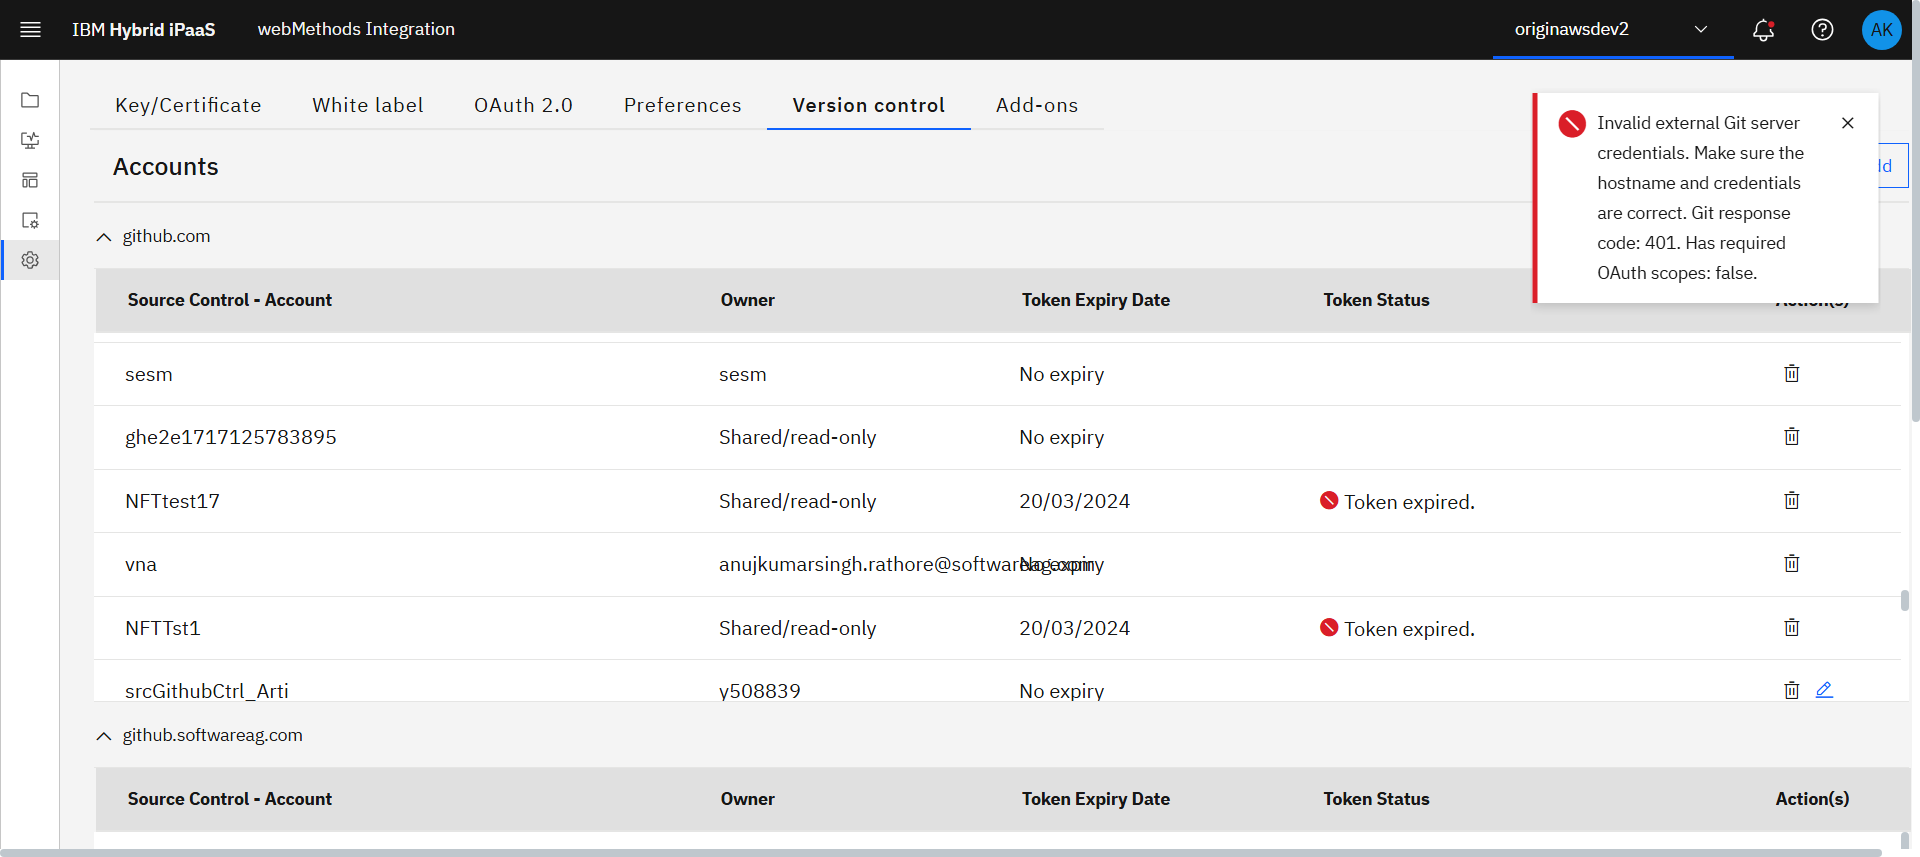 IBM Hybrid iPaaS
webMethods Integration
originawsdev2
AK
Key/Certificate
White label
OAuth 2.0
Preferences
Version control
Add-ons
Invalid external Git server
credentials. Make sure the
hostname and credentials
are correct. Git response
code: 401. Has required
OAuth scopes: false.
Accounts
github.com
Source Control - Account Owner Token Expiry Date Token Status Action(s)
sesm sesm No expiry
ghe2e1717125783895 Shared/read-only No expiry
NFTtest17 Shared/read-only 20/03/2024 Token expired.
vna anujkumarsingh.rathore@softwareag.com No expiry
NFTTst1 Shared/read-only 20/03/2024 Token expired.
srcGithubCtrl_Arti y508839 No expiry
github.softwareag.com
Source Control - Account Owner Token Expiry Date Token Status Action(s)